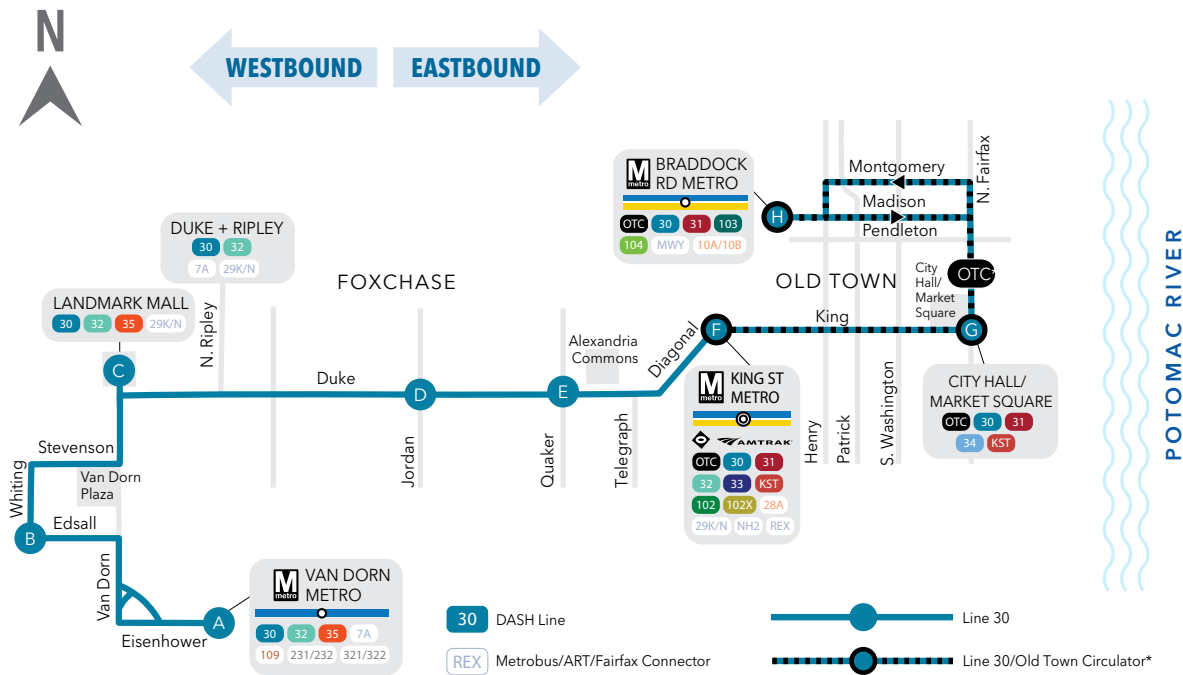 N
WESTBOUND
EASTBOUND
BRADDOCK
RD METRO
M
metro
OTC 30 31 103
104 MWY 10A/10B
H
Montgomery
Madison
Pendleton
N. Fairfax
DUKE + RIPLEY
30 32
7A 29K/N
FOXCHASE
OLD TOWN
City
Hall/
Market
Square
OTC*
POTOMAC RIVER
LANDMARK MALL
30 32 35 29K/N
N. Ripley
C
Duke
D
E
Alexandria
Commons
Diagonal
F
King
G
Jordan
Quaker
Telegraph
M
metro
KING ST
METRO
AMTRAK
OTC 30 31
32 33 KST
102 102X 28A
29K/N NH2 REX
Henry
Patrick
S. Washington
CITY HALL/
MARKET SQUARE
OTC 30 31
34 KST
Stevenson
Whiting
Van Dorn
Plaza
B
Edsall
Van Dorn
Eisenhower
A
M
metro
VAN DORN
METRO
30 32 35 7A
109 231/232 321/322
30 DASH Line
REX Metrobus/ART/Fairfax Connector
Line 30
Line 30/Old Town Circulator*